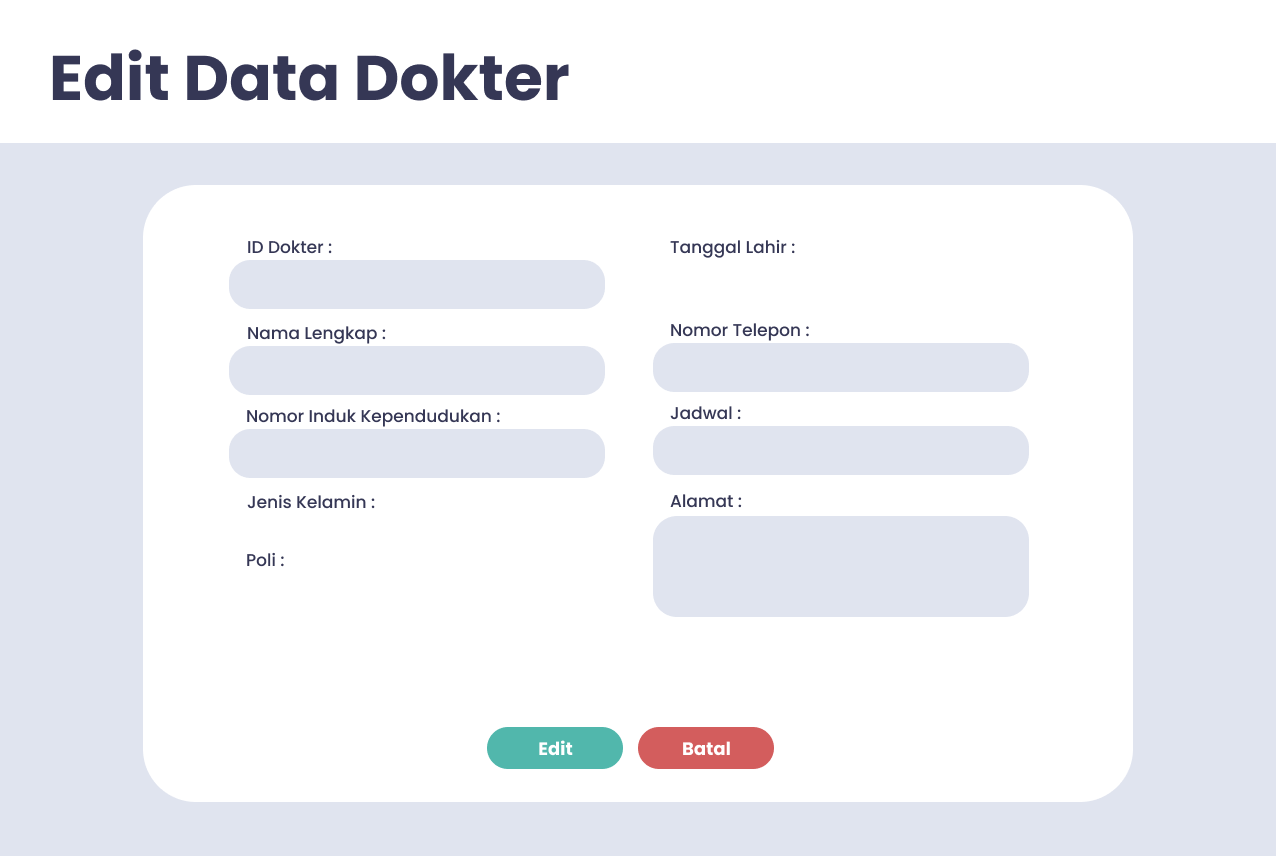 Edit Data Dokter
ID Dokter :
Nama Lengkap :
Nomor Induk Kependudukan :
Jenis Kelamin :
Poli :
Tanggal Lahir :
Nomor Telepon :
Jadwal :
Alamat :
Edit
Batal